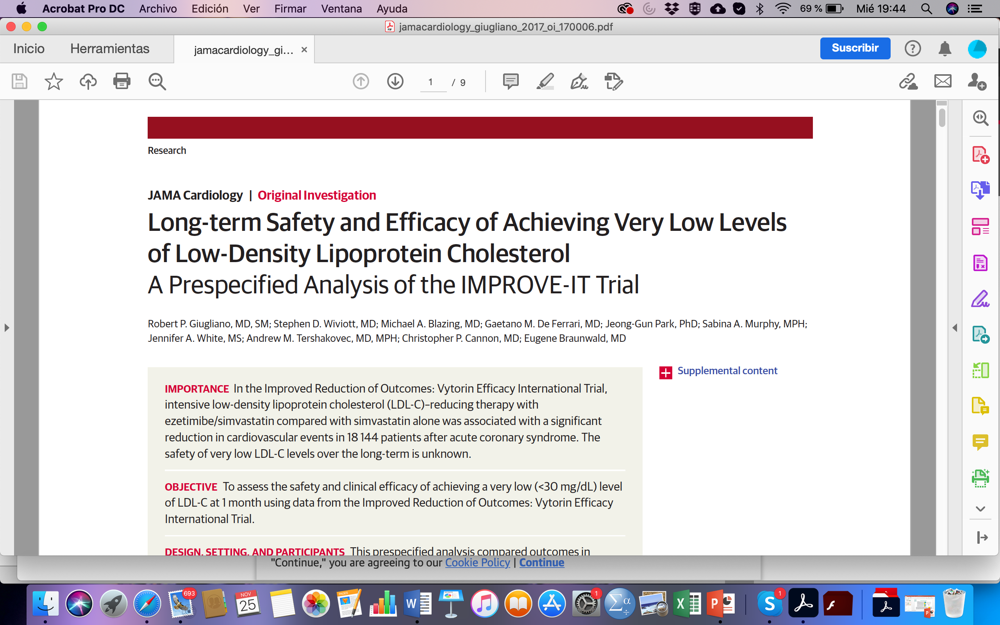 Acrobat Pro DC Archivo Edición Ver Firmar Ventana Ayuda 69 % Mié 19:44
jamacardiology_giugliano_2017_oi_170006.pdf
Inicio Herramientas jamacardiology_gi... × Suscribir
1 / 9
Research
JAMA Cardiology | Original Investigation
Long-term Safety and Efficacy of Achieving Very Low Levels
of Low-Density Lipoprotein Cholesterol
A Prespecified Analysis of the IMPROVE-IT Trial
Robert P. Giugliano, MD, SM; Stephen D. Wiviott, MD; Michael A. Blazing, MD; Gaetano M. De Ferrari, MD; Jeong-Gun Park, PhD; Sabina A. Murphy, MPH;
Jennifer A. White, MS; Andrew M. Tershakovec, MD, MPH; Christopher P. Cannon, MD; Eugene Braunwald, MD
Supplemental content
IMPORTANCE In the Improved Reduction of Outcomes: Vytorin Efficacy International Trial,
intensive low-density lipoprotein cholesterol (LDL-C)–reducing therapy with
ezetimibe/simvastatin compared with simvastatin alone was associated with a significant
reduction in cardiovascular events in 18 144 patients after acute coronary syndrome. The
safety of very low LDL-C levels over the long-term is unknown.
OBJECTIVE To assess the safety and clinical efficacy of achieving a very low (<30 mg/dL) level
of LDL-C at 1 month using data from the Improved Reduction of Outcomes: Vytorin Efficacy
International Trial.
DESIGN, SETTING, AND PARTICIPANTS This prespecified analysis compared outcomes in
"Continue," you are agreeing to our Cookie Policy | Continue
693 NOV 25 PAGES W 1 X P S 1